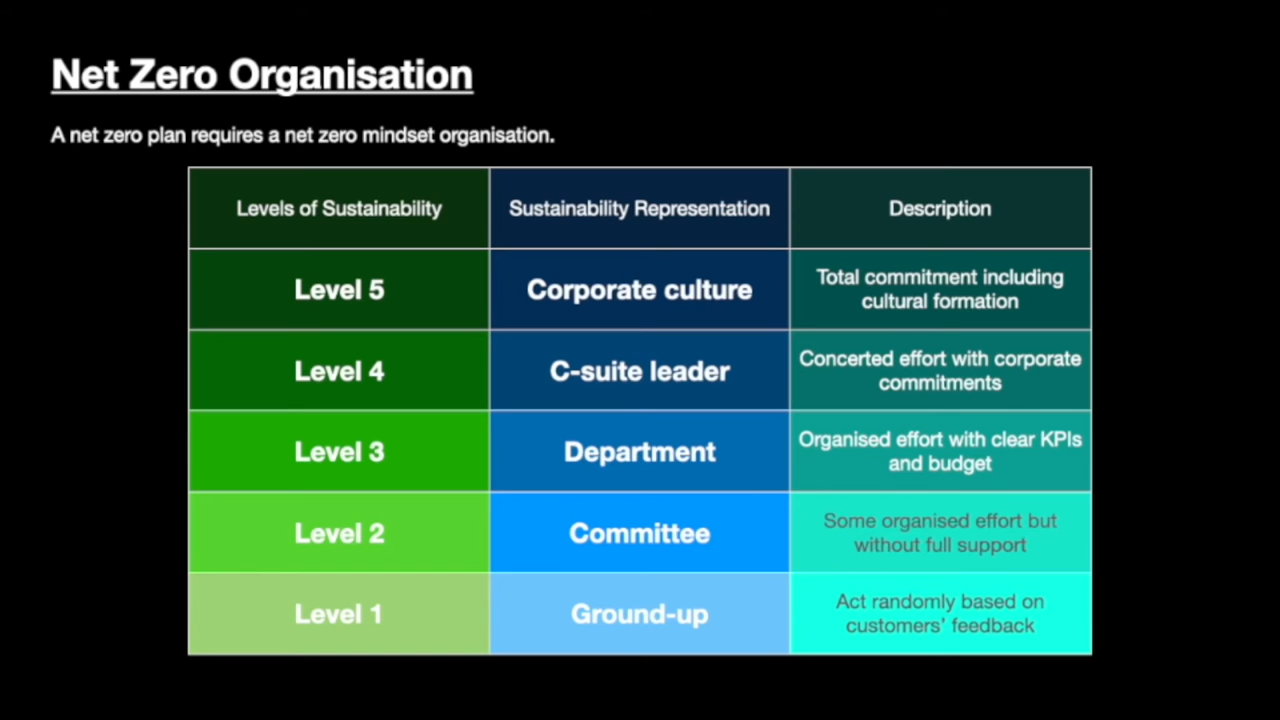 Net Zero Organisation
A net zero plan requires a net zero mindset organisation.
Levels of Sustainability
Sustainability Representation
Description
Level 5
Corporate culture
Total commitment including
cultural formation
Level 4
C-suite leader
Concerted effort with corporate
commitments
Level 3
Department
Organised effort with clear KPIs
and budget
Level 2
Committee
Some organised effort but
without full support
Level 1
Ground-up
Act randomly based on
customers’ feedback